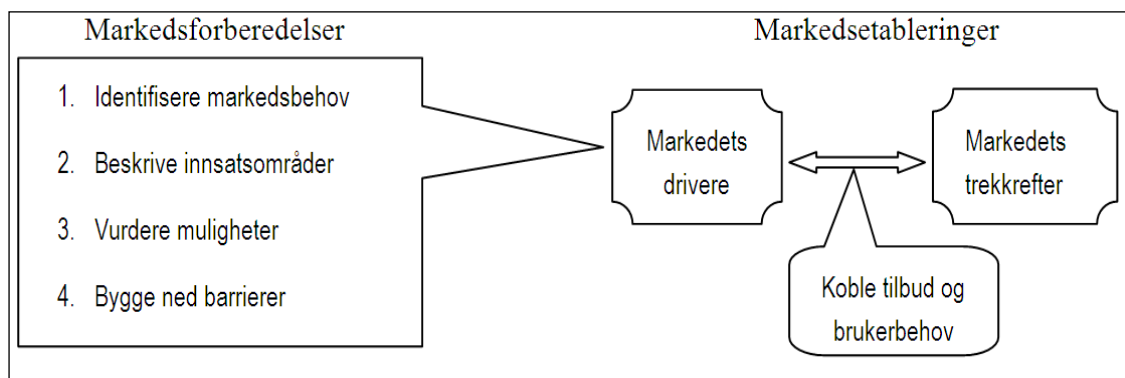 Markedsforberedelser
1. Identifisere markedsbehov
2. Beskrive innsatsområder
3. Vurdere muligheter
4. Bygge ned barrierer
Markedsetableringer
Markedets
drivere
Markedets
trekkrefter
Koble tilbud og
brukerbehov